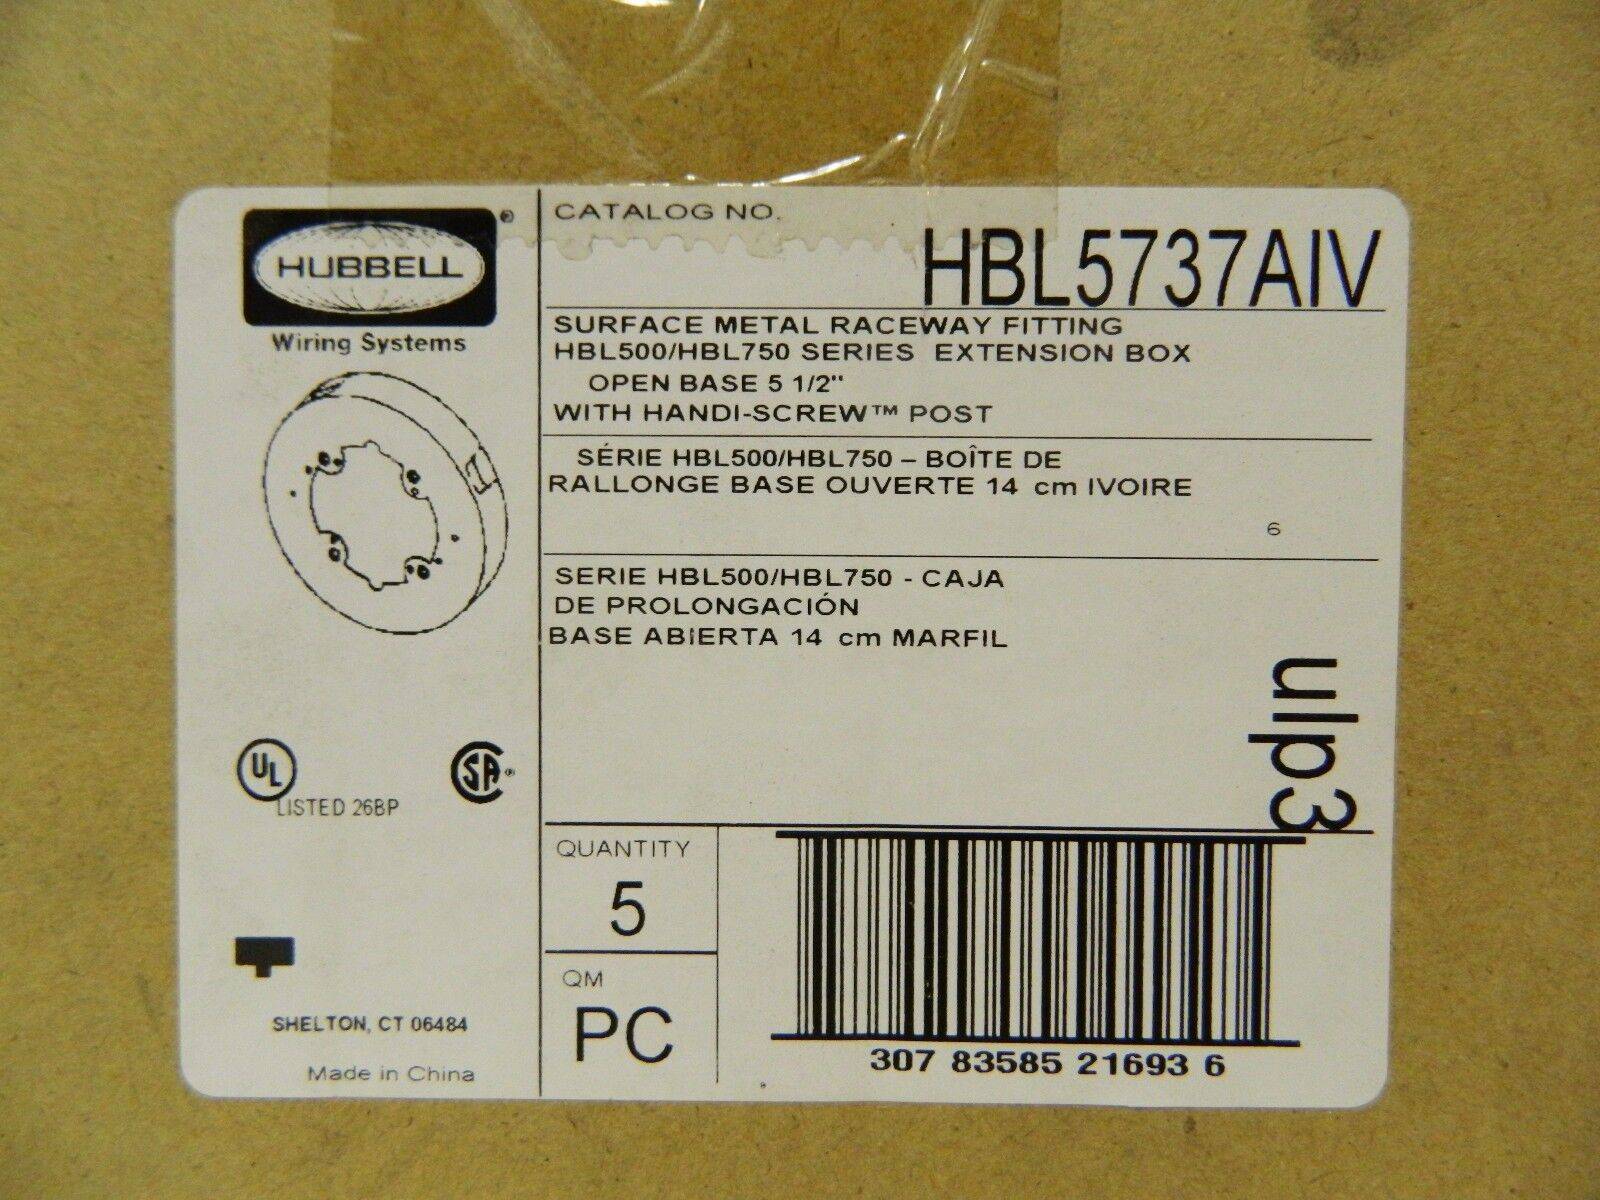 HUBBELL®
Wiring Systems
CATALOG NO.
HBL5737AIV
SURFACE METAL RACEWAY FITTING
HBL500/HBL750 SERIES EXTENSION BOX
OPEN BASE 5 1/2"
WITH HANDI-SCREW™ POST
SÉRIE HBL500/HBL750 – BOÎTE DE
RALLONGE BASE OUVERTE 14 cm IVOIRE
6
SERIE HBL500/HBL750 - CAJA
DE PROLONGACIÓN
BASE ABIERTA 14 cm MARFIL
ulp3
UL
LISTED 26BP
SA®
QUANTITY
5
QM
PC
SHELTON, CT 06484
Made in China
307 83585 21693 6